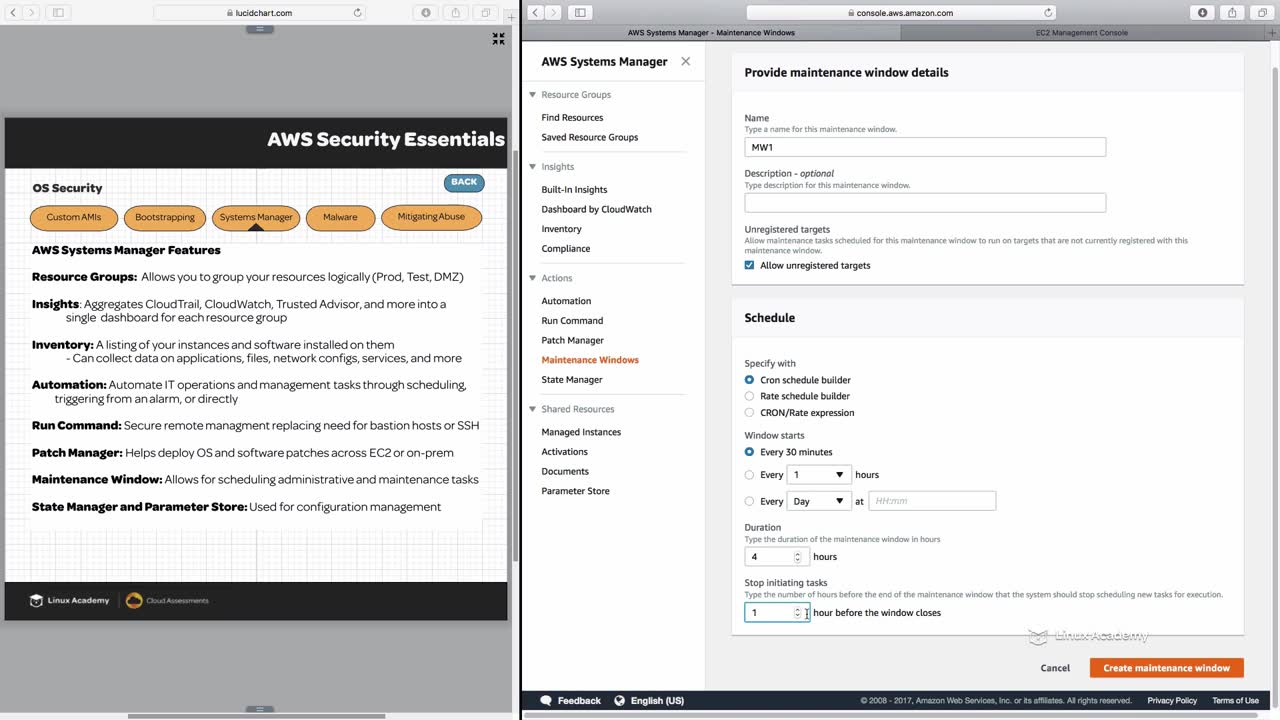 lucidchart.com
AWS Security Essentials
OS Security
BACK
Custom AMIs
Bootstrapping
Systems Manager
Malware
Mitigating Abuse
AWS Systems Manager Features
Resource Groups: Allows you to group your resources logically (Prod, Test, DMZ)
Insights: Aggregates CloudTrail, CloudWatch, Trusted Advisor, and more into a
single dashboard for each resource group
Inventory: A listing of your instances and software installed on them
- Can collect data on applications, files, network configs, services, and more
Automation: Automate IT operations and management tasks through scheduling,
triggering from an alarm, or directly
Run Command: Secure remote managment replacing need for bastion hosts or SSH
Patch Manager: Helps deploy OS and software patches across EC2 or on-prem
Maintenance Window: Allows for scheduling administrative and maintenance tasks
State Manager and Parameter Store: Used for configuration management
Linux Academy
Cloud Assessments
console.aws.amazon.com
AWS Systems Manager - Maintenance Windows
EC2 Management Console
AWS Systems Manager
Resource Groups
Find Resources
Saved Resource Groups
Insights
Built-In Insights
Dashboard by CloudWatch
Inventory
Compliance
Actions
Automation
Run Command
Patch Manager
Maintenance Windows
State Manager
Shared Resources
Managed Instances
Activations
Documents
Parameter Store
Provide maintenance window details
Name
Type a name for this maintenance window.
MW1
Description - optional
Type description for this maintenance window.
Unregistered targets
Allow maintenance tasks scheduled for this maintenance window to run on targets that are not currently registered with this
maintenance window.
Allow unregistered targets
Schedule
Specify with
Cron schedule builder
Rate schedule builder
CRON/Rate expression
Window starts
Every 30 minutes
Every 1 hours
Every Day at HH:mm
Duration
Type the duration of the maintenance window in hours
4 hours
Stop initiating tasks
Type the number of hours before the end of the maintenance window that the system should stop scheduling new tasks for execution.
1 hour before the window closes
Linux Academy
Cancel
Create maintenance window
Feedback
English (US)
© 2008 - 2017, Amazon Web Services, Inc. or its affiliates. All rights reserved.
Privacy Policy
Terms of Use